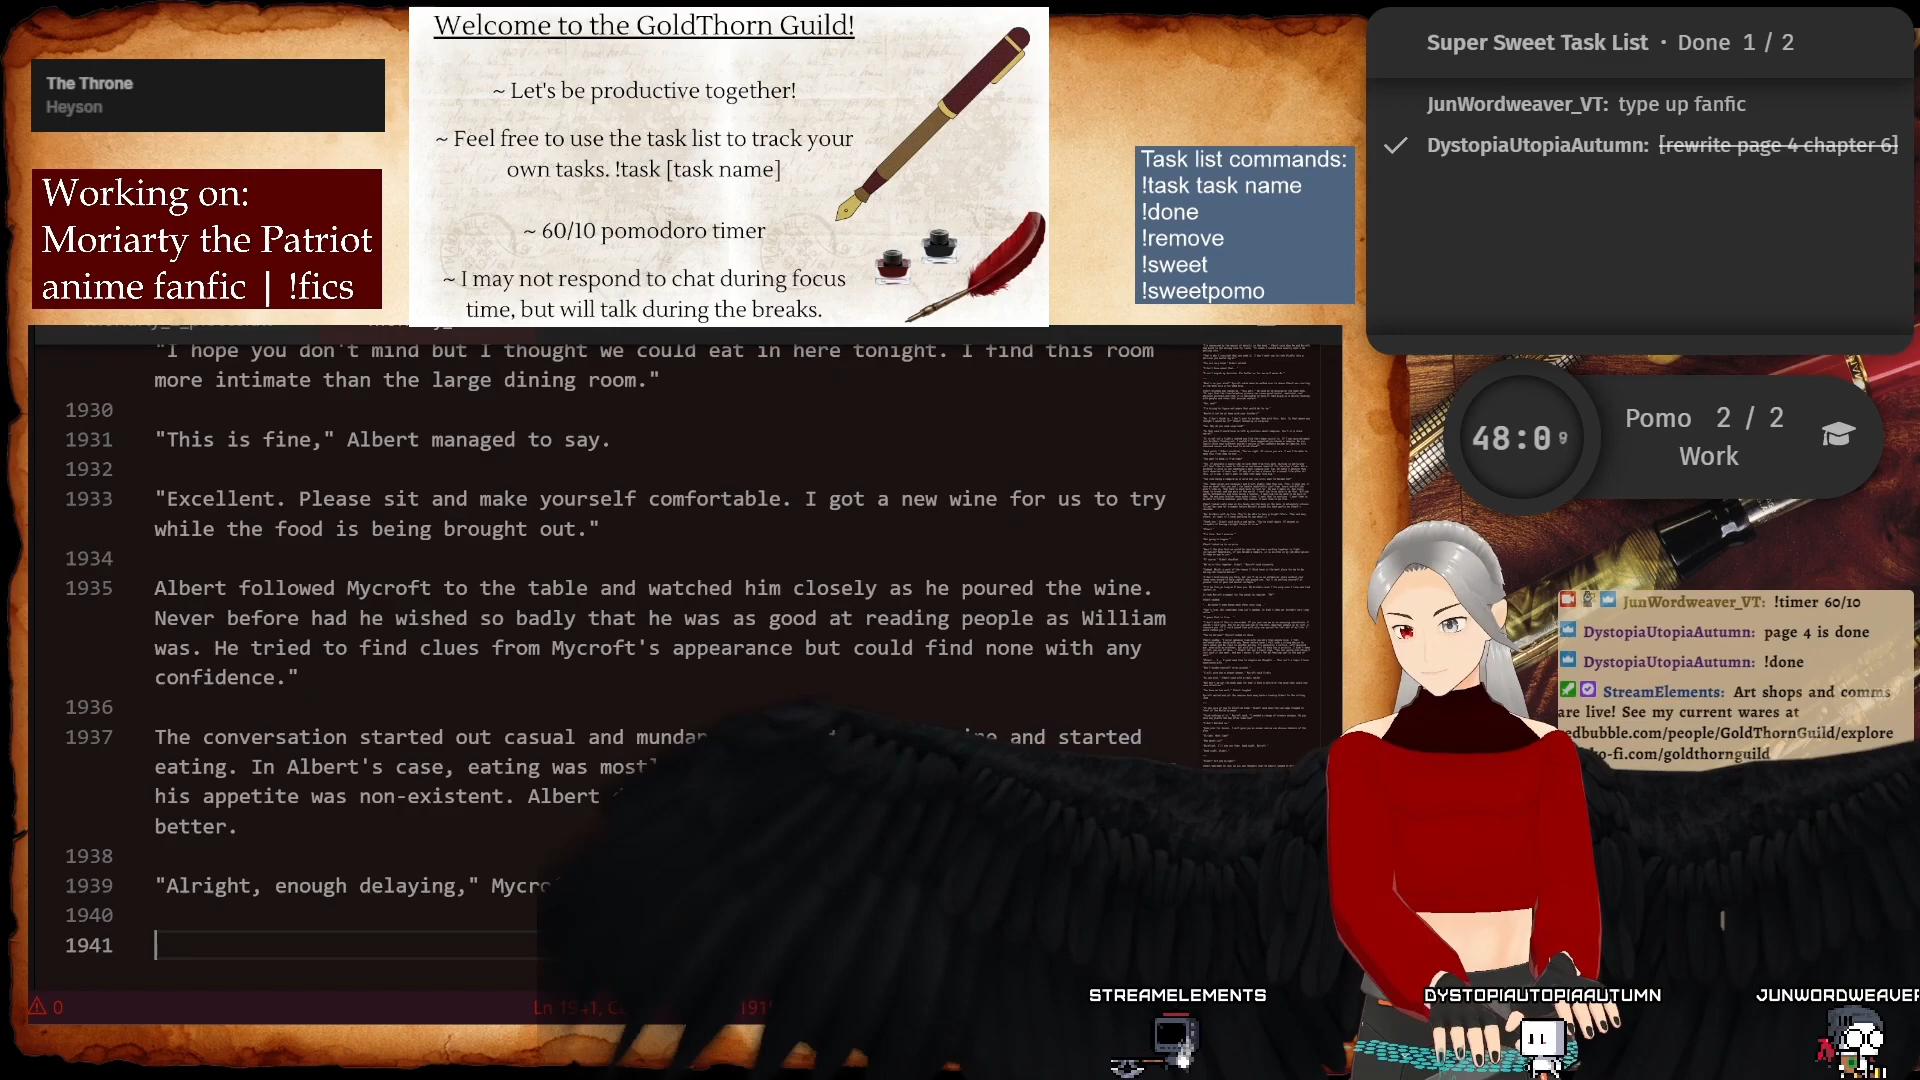 Welcome to the GoldThorn Guild!
~ Let's be productive together!
~ Feel free to use the task list to track your
own tasks. !task [task name]
~ 60/10 pomodoro timer
~ I may not respond to chat during focus
time, but will talk during the breaks.
The Throne
Heyson
Working on:
Moriarty the Patriot
anime fanfic | !fics
Task list commands:
!task task name
!done
!remove
!sweet
!sweetpomo
Super Sweet Task List · Done 1 / 2
JunWordweaver_VT: type up fanfic
DystopiaUtopiaAutumn: [rewrite page 4 chapter 6]
48:09
Pomo 2 / 2
Work
"I hope you don't mind but I thought we could eat in here tonight. I find this room
more intimate than the large dining room."
1930
1931 "This is fine," Albert managed to say.
1932
1933 "Excellent. Please sit and make yourself comfortable. I got a new wine for us to try
while the food is being brought out."
1934
1935 Albert followed Mycroft to the table and watched him closely as he poured the wine.
Never before had he wished so badly that he was as good at reading people as William
was. He tried to find clues from Mycroft's appearance but could find none with any
confidence."
1936
1937 The conversation started out casual and and started
eating. In Albert's case, eating was
his appetite was non-existent. Albert
better.
1938
1939 "Alright, enough delaying,"
1940
1941
0
JunWordweaver_VT: !timer 60/10
DystopiaUtopiaAutumn: page 4 is done
DystopiaUtopiaAutumn: !done
StreamElements: Art shops and comms
are live! See my current wares at
edbubble.com/people/GoldThornGuild/explore
o-fi.com/goldthornguild
STREAMELEMENTS
DYSTOPIAUTOPIAAUTUMN
JUNWORDWEAVER